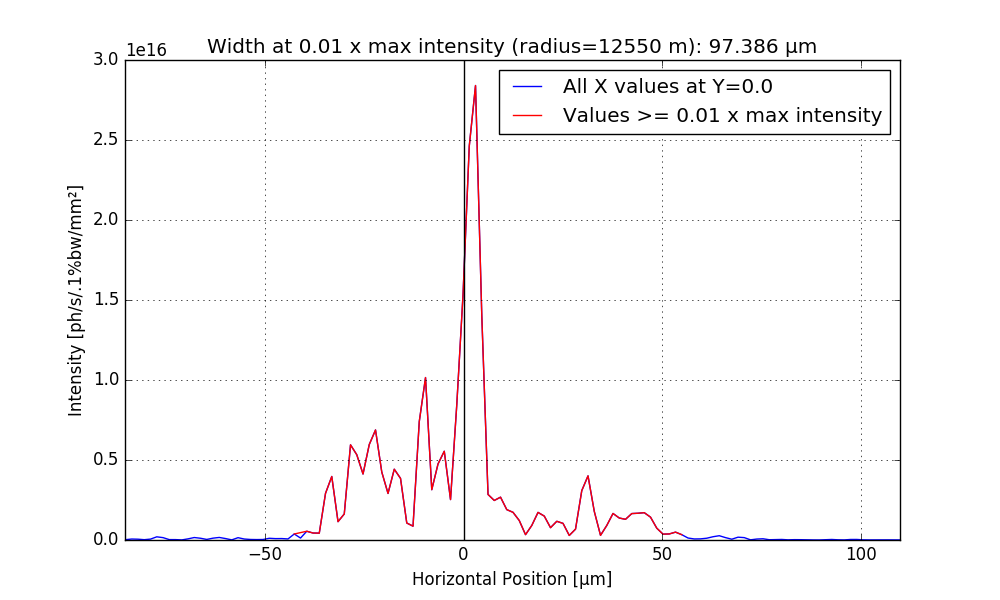 Width at 0.01 x max intensity (radius=12550 m): 97.386 µm
1e16
3.0
2.5
2.0
1.5
1.0
0.5
0.0
Intensity [ph/s/.1%bw/mm²]
All X values at Y=0.0
Values >= 0.01 x max intensity
−50
0
50
100
Horizontal Position [µm]